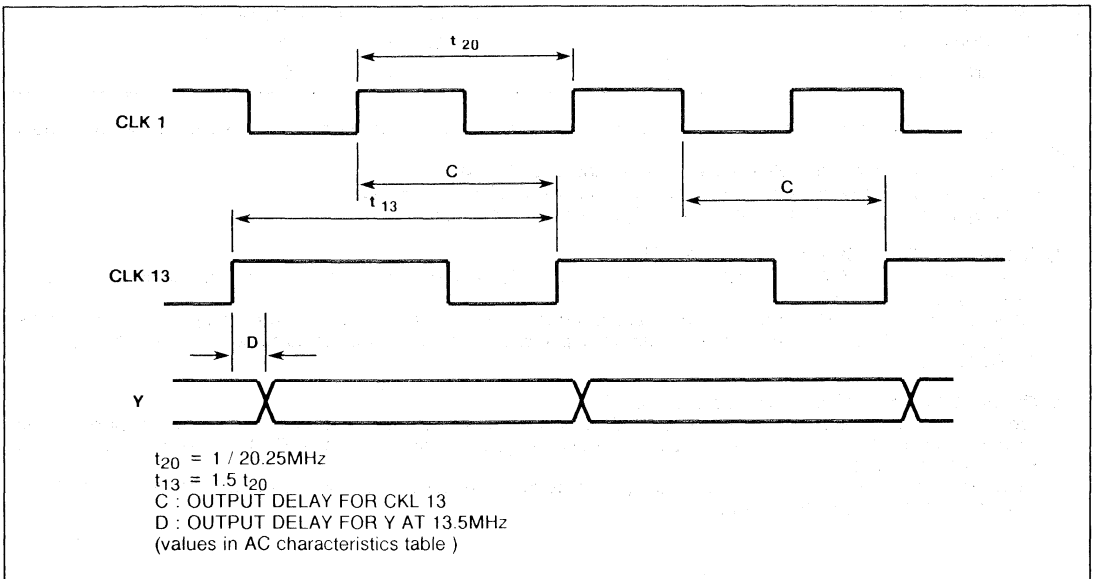 t 20
CLK 1
C
C
t 13
CLK 13
D
Y
t20 = 1 / 20.25MHz
t13 = 1.5 t20
C : OUTPUT DELAY FOR CKL 13
D : OUTPUT DELAY FOR Y AT 13.5MHz
(values in AC characteristics table )